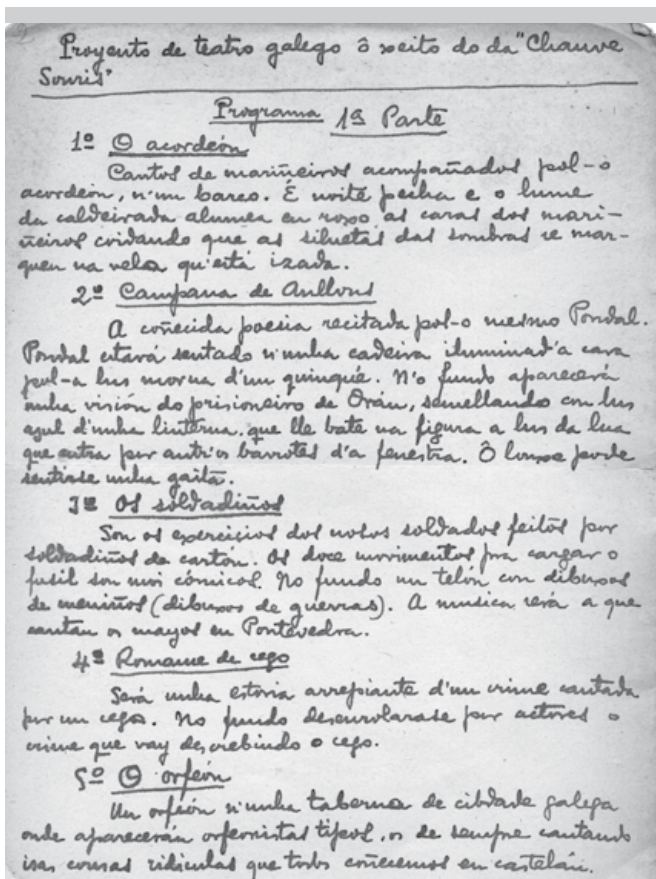 Proyento de teatro galego ô xeito do da "Chauve
Souris"
Programa 1ª Parte
1º O acordeón
Cantos de mariñeiros acompañados pol-o
acordeón, n'un barco. É noite pecha e o lume
da caldeirada alumea en roxo as caras dos mari-
ñeiros coidando que as siluetas das sombras se mar-
quen na vela qu'está izada.
2º Campana de Anllons
A coñecida poesia recitada pol-o mesmo Pondal.
Pondal estará sentado n'unha cadeira iluminad'a cara
pol-a lus morna d'un quinqué. N'o fundo aparecerá
unha visión do prisioneiro de Orán, semellando con lus
azul d'unha linterna, que lle bate na figura a lus da lua
que entra por antr'os barrotes d'a fenestra. Ô lonxe pode
sentirse unha gaita.
3º Os soldadiños
Son os exercicios dos nosos soldados feitos por
soldadiños de cartón. Os doce movimentos pra cargar o
fusil son moi cómicos. No fundo un telón con dibuxos
de meniños (dibuxos de guerras). A musica será a que
cantan os mayos en Pontevedra.
4º Romance de cego
Será unha estoria arrepiante d'un crime cantada
por un cego. No fundo desenrolarase por actores o
crime que vay descrebindo o cego.
5º O orfeón
Un orfeón n'unha taberna de cibdade galega
onde aparecerán orfeonistas tipos, os de sempre cantando
isas cousas ridiculas que todos coñecemos en castelán.